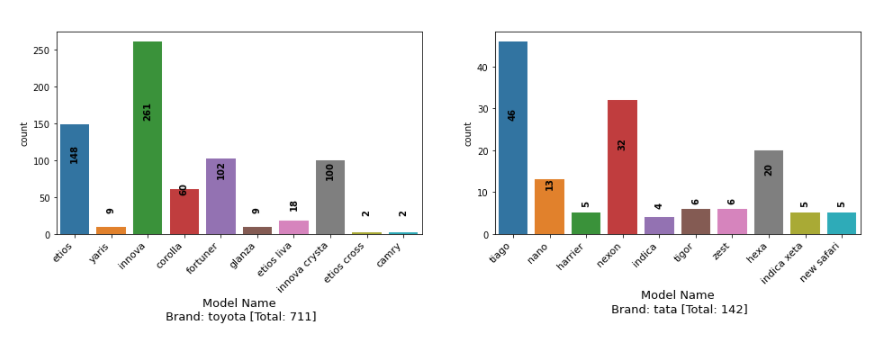 count
250
200
150
100
50
0
148
9
261
60
102
9
18
100
2
2
etios
yaris
innova
corolla
fortuner
glanza
etios liva
innova crysta
etios cross
camry
Model Name
Brand: toyota [Total: 711]
count
40
30
20
10
0
46
13
5
32
4
6
6
20
5
5
tiago
nano
harrier
nexon
indica
tigor
zest
hexa
indica xeta
new safari
Model Name
Brand: tata [Total: 142]